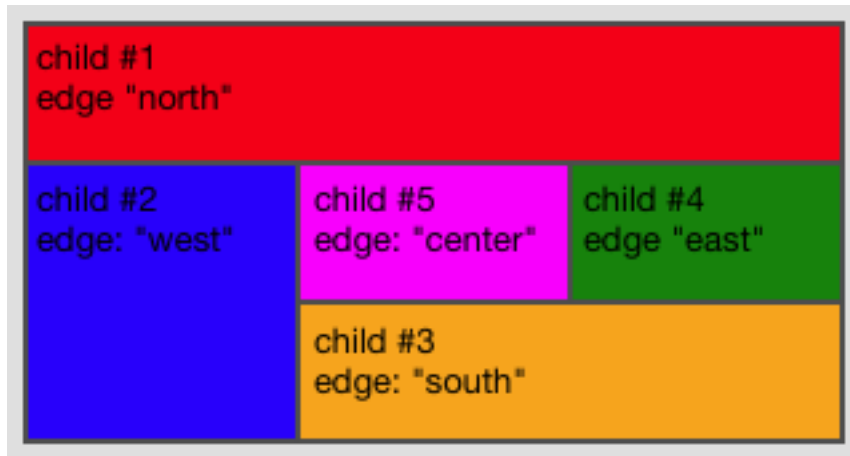 child #1
edge "north"
child #2
edge: "west"
child #5
edge: "center"
child #4
edge "east"
child #3
edge: "south"